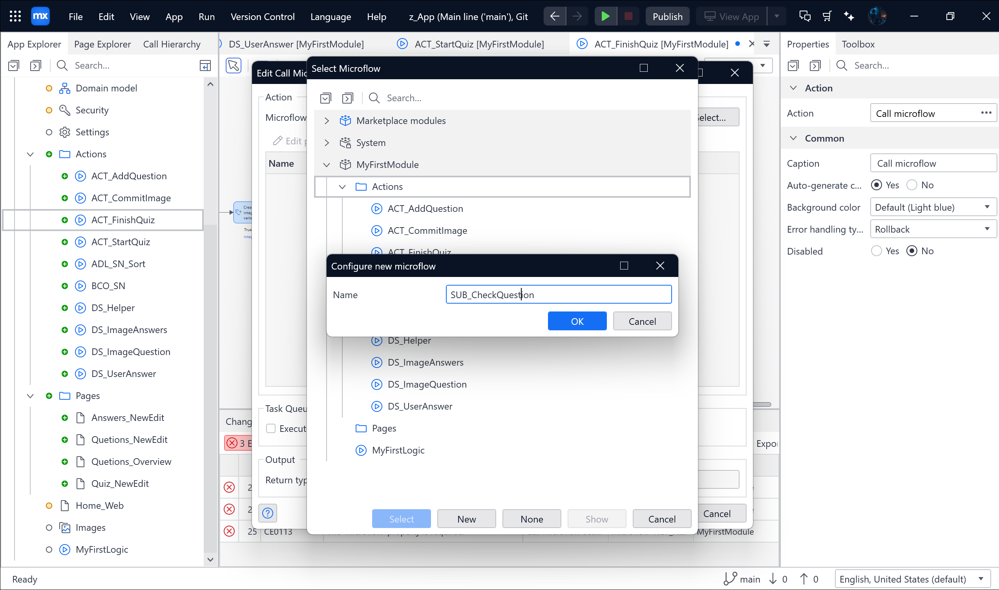 mx File Edit View App Run Version Control Language Help z_App (Main line ('main'), Git Publish View App
App Explorer Page Explorer Call Hierarchy
Search...
Domain model
Security
Settings
Actions
ACT_AddQuestion
ACT_CommitImage
ACT_FinishQuiz
ACT_StartQuiz
ADL_SN_Sort
BCO_SN
DS_Helper
DS_ImageAnswers
DS_ImageQuestion
DS_UserAnswer
Pages
Answers_NewEdit
Quetions_NewEdit
Quetions_Overview
Quiz_NewEdit
Home_Web
Images
MyFirstLogic
DS_UserAnswer [MyFirstModule] ACT_StartQuiz [MyFirstModule] ACT_FinishQuiz [MyFirstModule]
Edit Call Mic
Action
Microflow
Select...
Edit p
Name
Crea
Integ
varia
True
Integ
Task Queu
Execut
Output
Return typ
Cancel
Chang
3 E
Expor
2
2
25 CE0113
MyFirstModule
Select Microflow
Search...
Marketplace modules
System
MyFirstModule
Actions
ACT_AddQuestion
ACT_CommitImage
ACT_FinishQuiz
Configure new microflow
Name SUB_CheckQuestion
OK Cancel
DS_Helper
DS_ImageAnswers
DS_ImageQuestion
DS_UserAnswer
Pages
MyFirstLogic
Select New None Show Cancel
Properties Toolbox
Search...
Action
Action Call microflow
Common
Caption Call microflow
Auto-generate c... Yes No
Background color Default (Light blue)
Error handling ty... Rollback
Disabled Yes No
Ready main 0 0 English, United States (default)